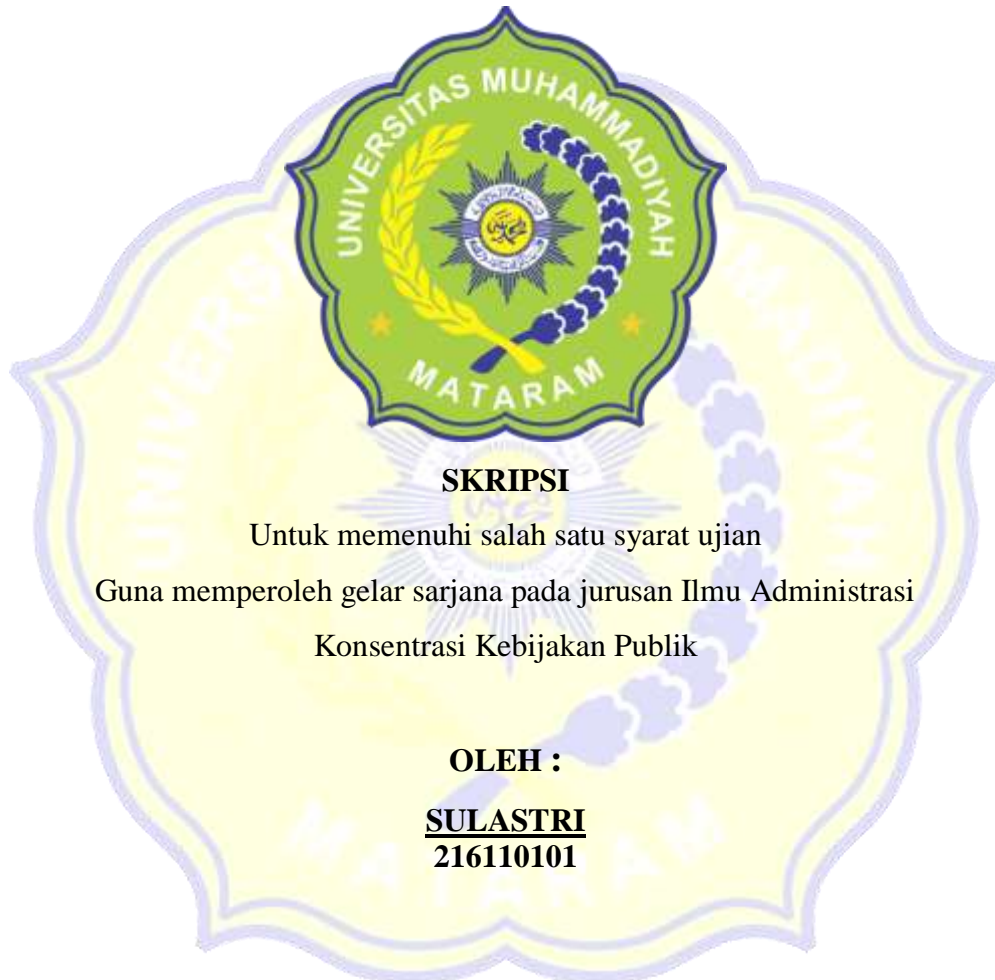 UNIVERSITAS MUHAMMADIYAH
MATARAM
SKRIPSI
Untuk memenuhi salah satu syarat ujian
Guna memperoleh gelar sarjana pada jurusan Ilmu Administrasi
Konsentrasi Kebijakan Publik
OLEH :
SULASTRI
216110101